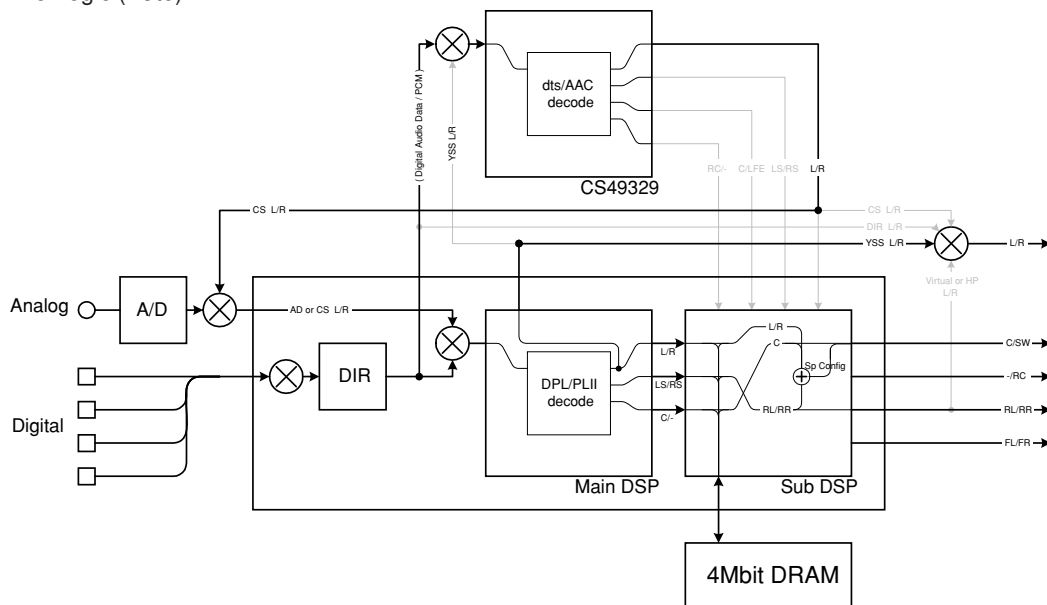 dts/AAC
decode
CS49329
( Digital Audio Data / PCM )
YSS L/R
RC/-
C/LFE
LS/RS
L/R
CS L/R
CS L/R
DIR L/R
YSS L/R
L/R
Virtual or HP
L/R
Analog
A/D
AD or CS L/R
DIR
Digital
DPL/PLII
decode
Main DSP
L/R
LS/RS
C/-
L/R
C
Sp Config
RL/RR
Sub DSP
C/SW
-/RC
RL/RR
FL/FR
4Mbit DRAM